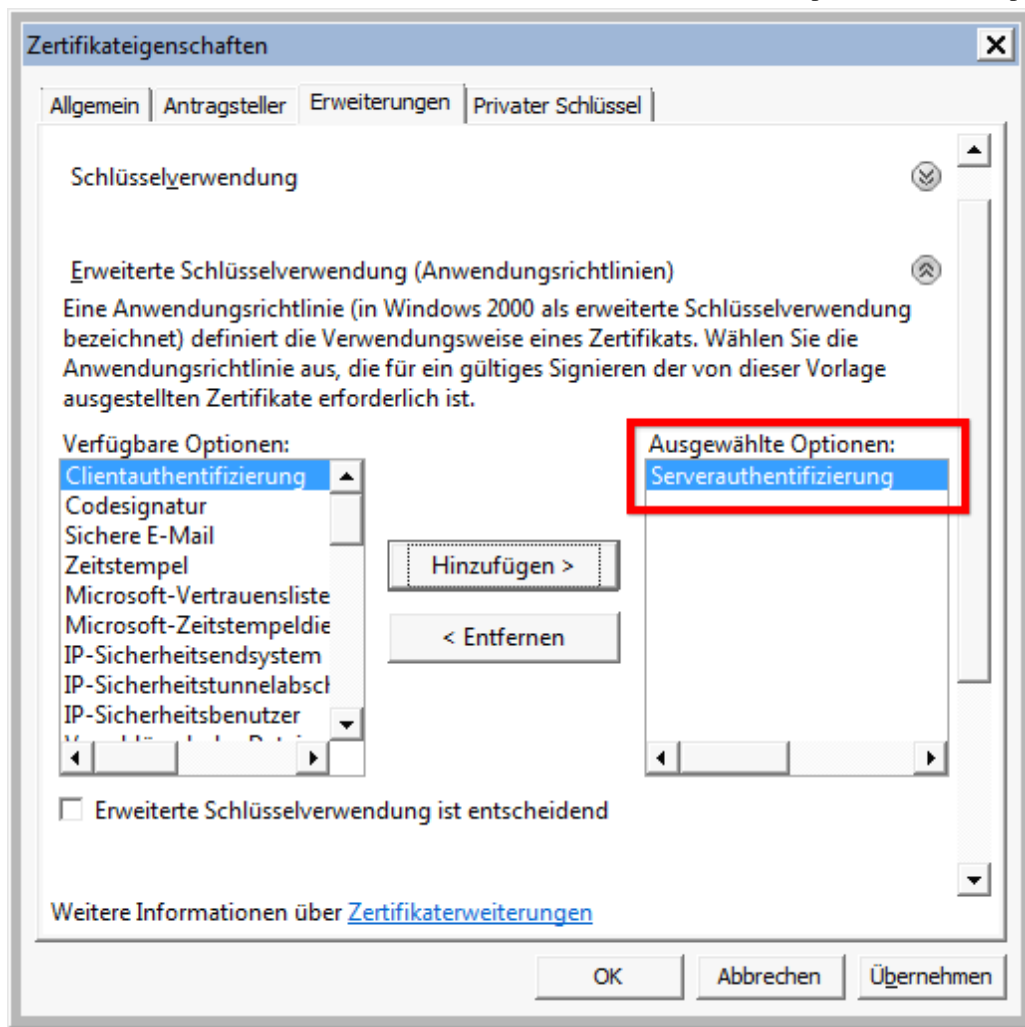 Zertifikateigenschaften
Allgemein Antragsteller Erweiterungen Privater Schlüssel
Schlüsselverwendung
Erweiterte Schlüsselverwendung (Anwendungsrichtlinien)
Eine Anwendungsrichtlinie (in Windows 2000 als erweiterte Schlüsselverwendung
bezeichnet) definiert die Verwendungsweise eines Zertifikats. Wählen Sie die
Anwendungsrichtlinie aus, die für ein gültiges Signieren der von dieser Vorlage
ausgestellten Zertifikate erforderlich ist.
Verfügbare Optionen:
Clientauthentifizierung
Codesignatur
Sichere E-Mail
Zeitstempel
Microsoft-Vertrauensliste
Microsoft-Zeitstempeldie
IP-Sicherheitsendsystem
IP-Sicherheitstunnelabsch
IP-Sicherheitsbenutzer
Hinzufügen >
< Entfernen
Ausgewählte Optionen:
Serverauthentifizierung
Erweiterte Schlüsselverwendung ist entscheidend
Weitere Informationen über Zertifikaterweiterungen
OK Abbrechen Übernehmen